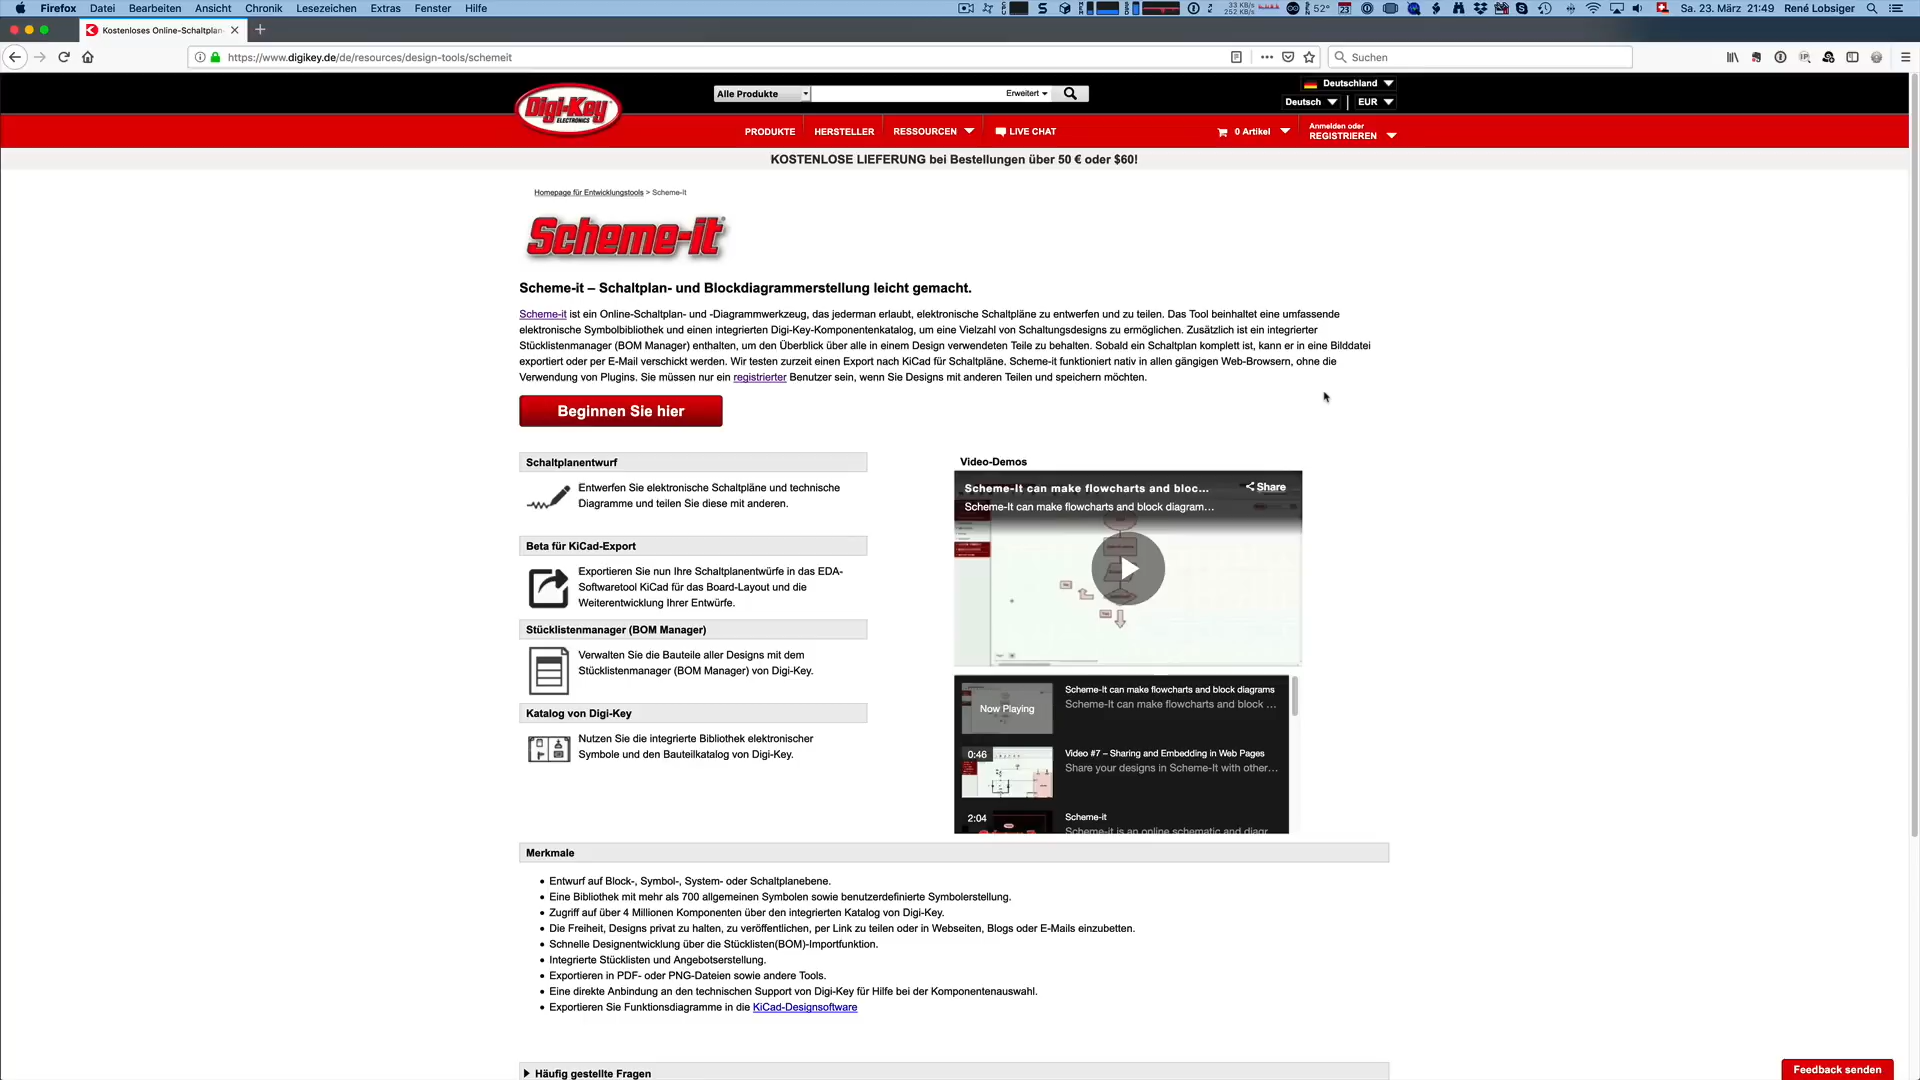 Firefox Datei Bearbeiten Ansicht Chronik Lesezeichen Extras Fenster Hilfe
33 KB/s
252 KB/s
52° 23 Sa. 23. März 21:49 René Lobsiger
Kostenloses Online-Schaltplan-
https://www.digikey.de/de/resources/design-tools/schemeit
Suchen
Digi-Key
ELECTRONICS
Alle Produkte
Erweitert
Deutschland
Deutsch | EUR
PRODUKTE HERSTELLER RESSOURCEN LIVE CHAT
0 Artikel
Anmelden oder
REGISTRIEREN
KOSTENLOSE LIEFERUNG bei Bestellungen über 50 € oder $60!
Homepage für Entwicklungstools > Scheme-It
Scheme-it
Scheme-it – Schaltplan- und Blockdiagrammerstellung leicht gemacht.
Scheme-it ist ein Online-Schaltplan- und -Diagrammwerkzeug, das jederman erlaubt, elektronische Schaltpläne zu entwerfen und zu teilen. Das Tool beinhaltet eine umfassende
elektronische Symbolbibliothek und einen integrierten Digi-Key-Komponentenkatalog, um eine Vielzahl von Schaltungsdesigns zu ermöglichen. Zusätzlich ist ein integrierter
Stücklistenmanager (BOM Manager) enthalten, um den Überblick über alle in einem Design verwendeten Teile zu behalten. Sobald ein Schaltplan komplett ist, kann er in eine Bilddatei
exportiert oder per E-Mail verschickt werden. Wir testen zurzeit einen Export nach KiCad für Schaltpläne. Scheme-it funktioniert nativ in allen gängigen Web-Browsern, ohne die
Verwendung von Plugins. Sie müssen nur ein registrierter Benutzer sein, wenn Sie Designs mit anderen Teilen und speichern möchten.
Beginnen Sie hier
Schaltplanentwurf
Entwerfen Sie elektronische Schaltpläne und technische
Diagramme und teilen Sie diese mit anderen.
Beta für KiCad-Export
Exportieren Sie nun Ihre Schaltplanentwürfe in das EDA-
Softwaretool KiCad für das Board-Layout und die
Weiterentwicklung Ihrer Entwürfe.
Stücklistenmanager (BOM Manager)
Verwalten Sie die Bauteile aller Designs mit dem
Stücklistenmanager (BOM Manager) von Digi-Key.
Katalog von Digi-Key
Nutzen Sie die integrierte Bibliothek elektronischer
Symbole und den Bauteilkatalog von Digi-Key.
Video-Demos
Scheme-It can make flowcharts and bloc...
Share
Scheme-It can make flowcharts and block diagram...
Now Playing
Scheme-It can make flowcharts and block diagrams
Scheme-It can make flowcharts and block ...
0:46
Video #7 – Sharing and Embedding in Web Pages
Share your designs in Scheme-It with other...
2:04
Scheme-it
Scheme-it is an online schematic and diagr
Merkmale
• Entwurf auf Block-, Symbol-, System- oder Schaltplanebene.
• Eine Bibliothek mit mehr als 700 allgemeinen Symbolen sowie benutzerdefinierte Symbolerstellung.
• Zugriff auf über 4 Millionen Komponenten über den integrierten Katalog von Digi-Key.
• Die Freiheit, Designs privat zu halten, zu veröffentlichen, per Link zu teilen oder in Webseiten, Blogs oder E-Mails einzubetten.
• Schnelle Designentwicklung über die Stücklisten(BOM)-Importfunktion.
• Integrierte Stücklisten und Angebotserstellung.
• Exportieren in PDF- oder PNG-Dateien sowie andere Tools.
• Eine direkte Anbindung an den technischen Support von Digi-Key für Hilfe bei der Komponentenauswahl.
• Exportieren Sie Funktionsdiagramme in die KiCad-Designsoftware
Häufig gestellte Fragen
Feedback senden